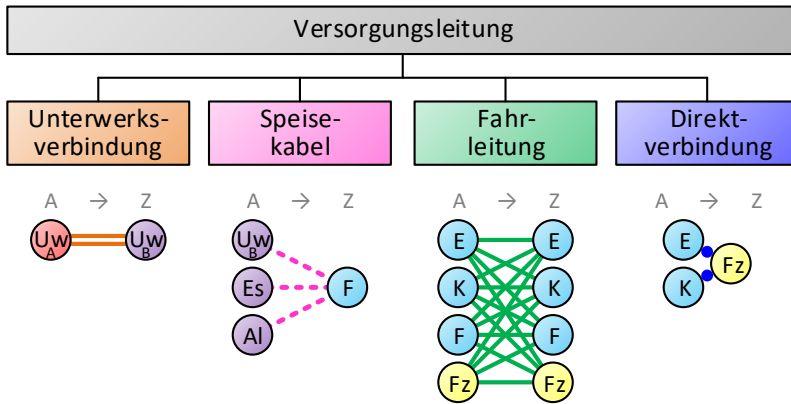 Versorgungsleitung
Unterwerks-
verbindung
Speise-
kabel
Fahr-
leitung
Direkt-
verbindung
A → Z
A → Z
A → Z
A → Z
Uw
A
Uw
B
Uw
B
Es
Al
F
E
K
F
Fz
E
K
F
Fz
E
K
Fz